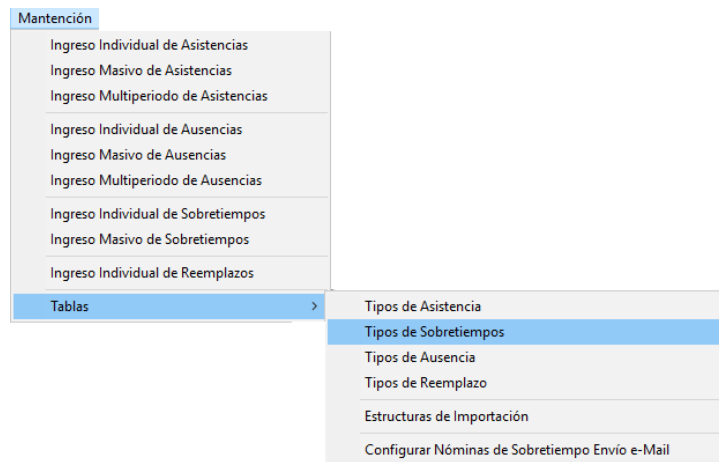 Mantención
Ingreso Individual de Asistencias
Ingreso Masivo de Asistencias
Ingreso Multiperiodo de Asistencias
Ingreso Individual de Ausencias
Ingreso Masivo de Ausencias
Ingreso Multiperiodo de Ausencias
Ingreso Individual de Sobretiempos
Ingreso Masivo de Sobretiempos
Ingreso Individual de Reemplazos
Tablas
Tipos de Asistencia
Tipos de Sobretiempos
Tipos de Ausencia
Tipos de Reemplazo
Estructuras de Importación
Configurar Nóminas de Sobretiempo Envío e-Mail